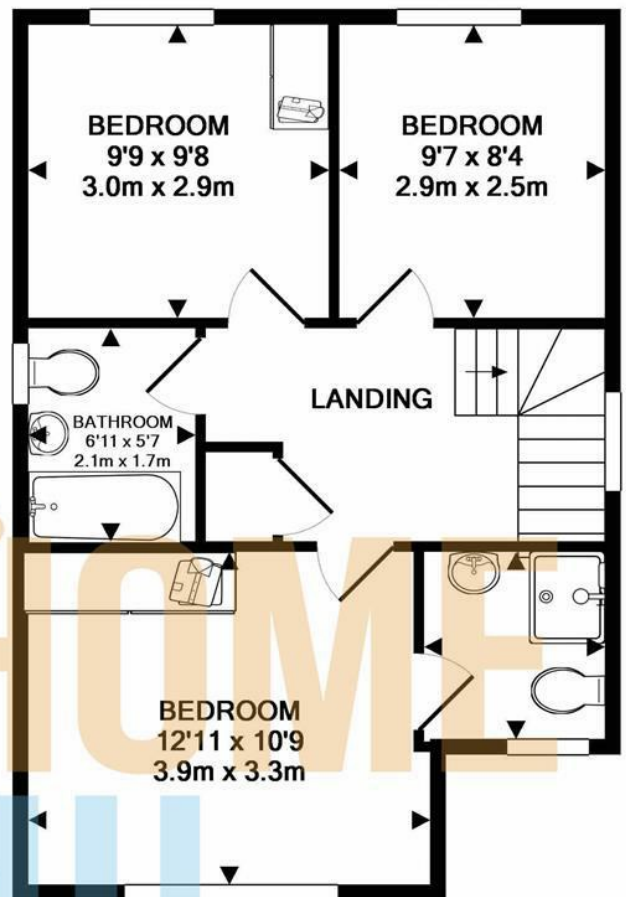 BEDROOM
9'9 x 9'8
3.0m x 2.9m
BEDROOM
9'7 x 8'4
2.9m x 2.5m
LANDING
BATHROOM
6'11 x 5'7
2.1m x 1.7m
HOME
BEDROOM
12'11 x 10'9
3.9m x 3.3m